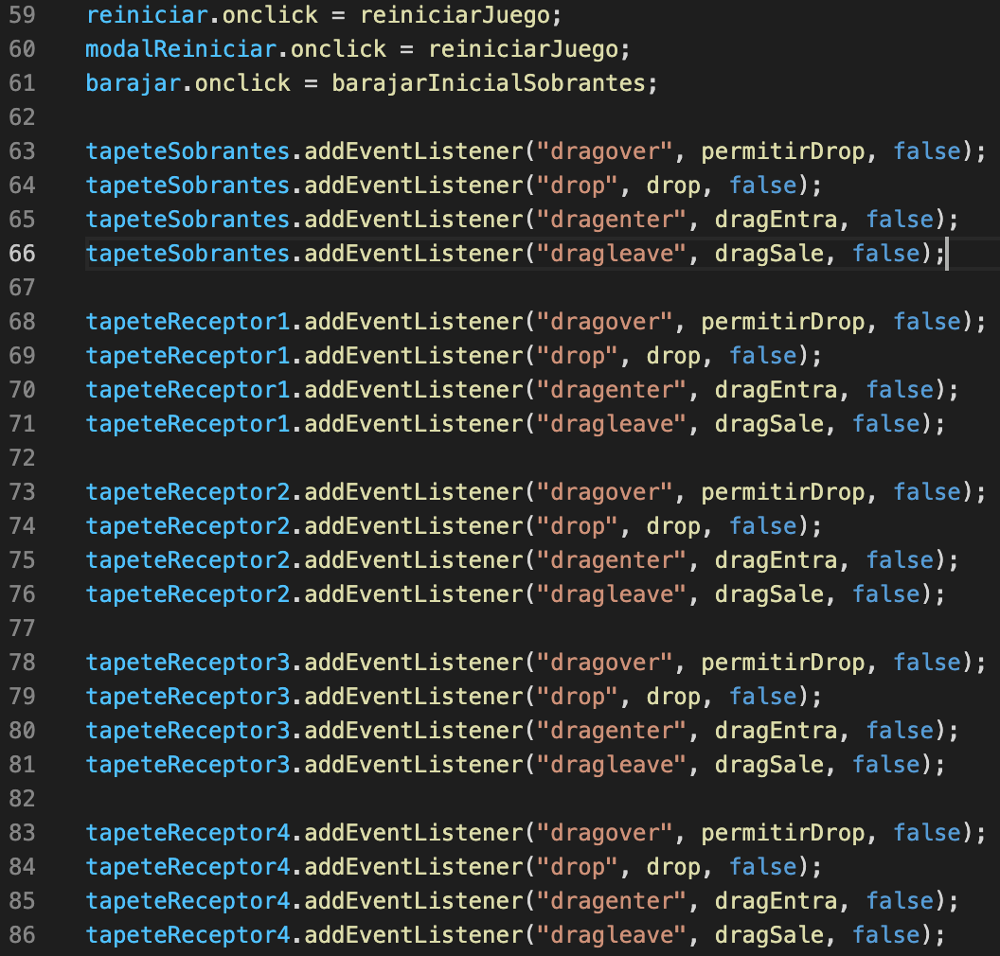 59 reiniciar.onclick = reiniciarJuego;
60 modalReiniciar.onclick = reiniciarJuego;
61 barajar.onclick = barajarInicialSobrantes;
62
63 tapeteSobrantes.addEventListener("dragover", permitirDrop, false);
64 tapeteSobrantes.addEventListener("drop", drop, false);
65 tapeteSobrantes.addEventListener("dragenter", dragEntra, false);
66 tapeteSobrantes.addEventListener("dragleave", dragSale, false);
67
68 tapeteReceptor1.addEventListener("dragover", permitirDrop, false);
69 tapeteReceptor1.addEventListener("drop", drop, false);
70 tapeteReceptor1.addEventListener("dragenter", dragEntra, false);
71 tapeteReceptor1.addEventListener("dragleave", dragSale, false);
72
73 tapeteReceptor2.addEventListener("dragover", permitirDrop, false);
74 tapeteReceptor2.addEventListener("drop", drop, false);
75 tapeteReceptor2.addEventListener("dragenter", dragEntra, false);
76 tapeteReceptor2.addEventListener("dragleave", dragSale, false);
77
78 tapeteReceptor3.addEventListener("dragover", permitirDrop, false);
79 tapeteReceptor3.addEventListener("drop", drop, false);
80 tapeteReceptor3.addEventListener("dragenter", dragEntra, false);
81 tapeteReceptor3.addEventListener("dragleave", dragSale, false);
82
83 tapeteReceptor4.addEventListener("dragover", permitirDrop, false);
84 tapeteReceptor4.addEventListener("drop", drop, false);
85 tapeteReceptor4.addEventListener("dragenter", dragEntra, false);
86 tapeteReceptor4.addEventListener("dragleave", dragSale, false);